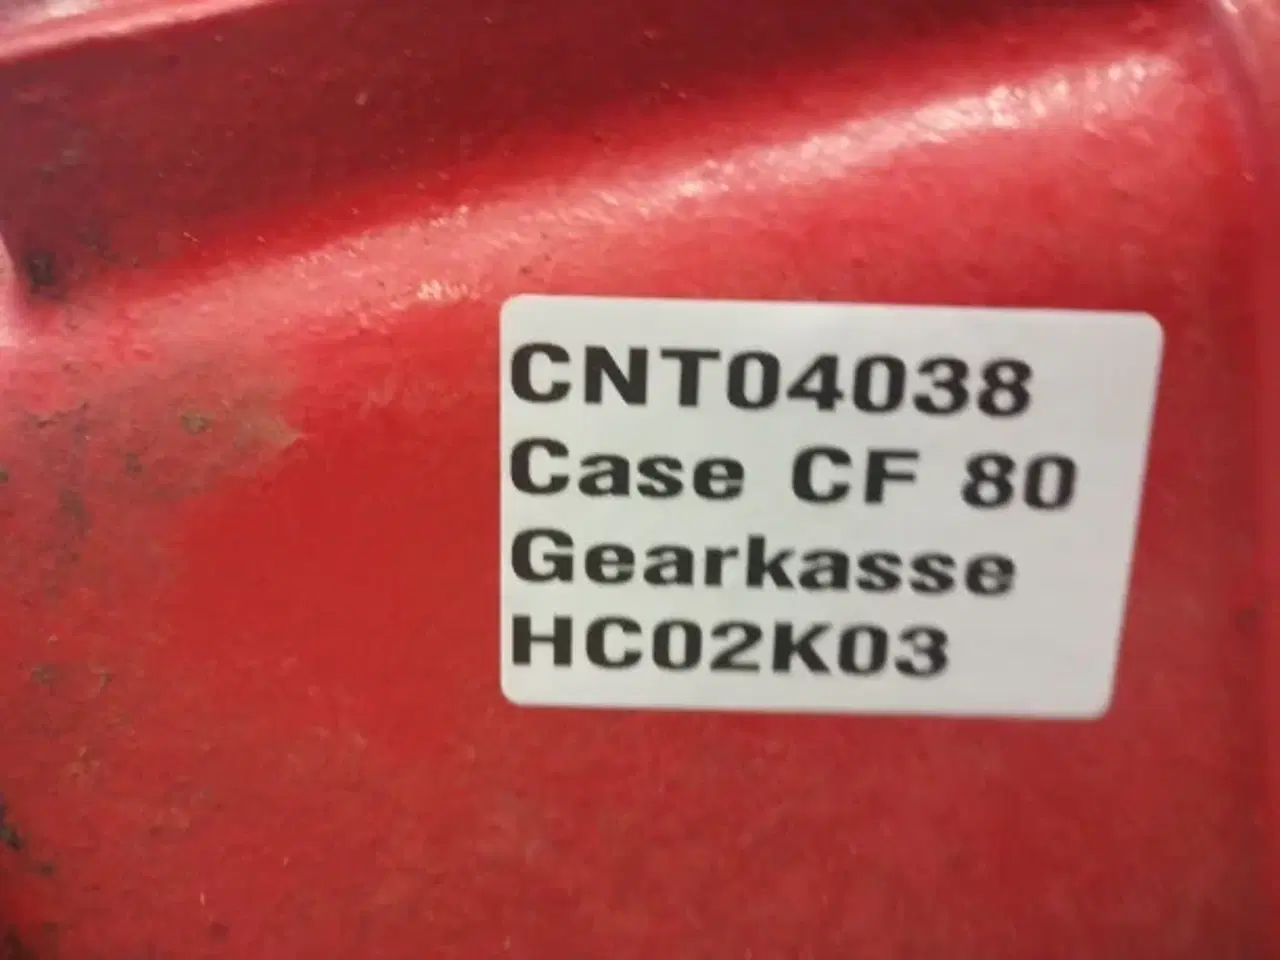 CNT04038
Case CF 80
Gearkasse
HC02K03